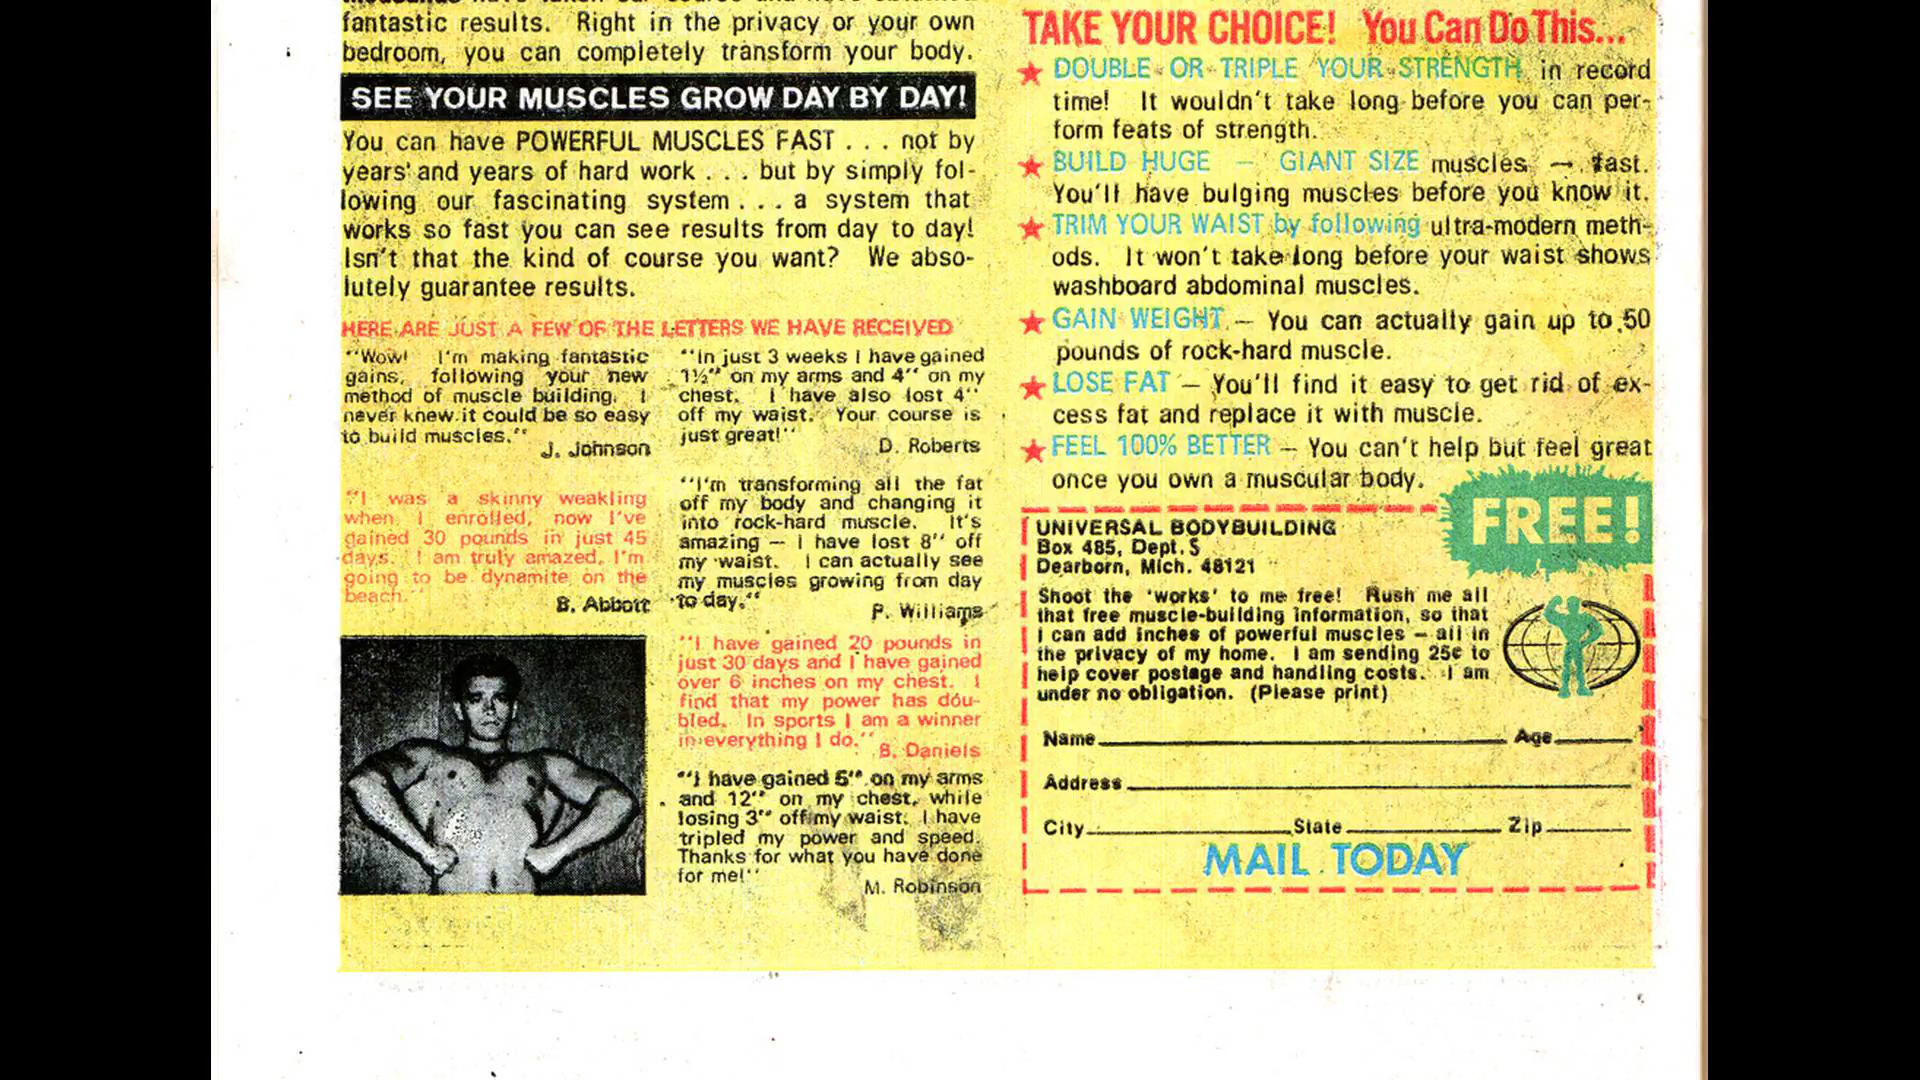 fantastic results. Right in the privacy or your own
bedroom, you can completely transform your body.
SEE YOUR MUSCLES GROW DAY BY DAY!
You can have POWERFUL MUSCLES FAST . . . not by
years' and years of hard work . . . but by simply fol-
lowing our fascinating system . . . a system that
works so fast you can see results from day to day!
Isn't that the kind of course you want? We abso-
lutely guarantee results.
HERE ARE JUST A FEW OF THE LETTERS WE HAVE RECEIVED
"Wow! I'm making fantastic
gains, following your new
method of muscle building. I
never knew it could be so easy
to build muscles."
J. Johnson
"I was a skinny weakling
when I enrolled, now I've
gained 30 pounds in just 45
days. I am truly amazed. I'm
going to be dynamite on the
beach."
B. Abbott
"In just 3 weeks I have gained
1½" on my arms and 4" on my
chest. I have also lost 4"
off my waist. Your course is
just great!"
D. Roberts
"I'm transforming all the fat
off my body and changing it
into rock-hard muscle. It's
amazing — I have lost 8" off
my waist. I can actually see
my muscles growing from day
to day."
P. Williams
"I have gained 20 pounds in
just 30 days and I have gained
over 6 inches on my chest. I
find that my power has dou-
bled. In sports I am a winner
in everything I do."
B. Daniels
"I have gained 5" on my arms
and 12" on my chest, while
losing 3" off my waist. I have
tripled my power and speed.
Thanks for what you have done
for me!"
M. Robinson
TAKE YOUR CHOICE! You Can Do This...
DOUBLE OR TRIPLE YOUR STRENGTH in record
time! It wouldn't take long before you can per-
form feats of strength.
BUILD HUGE — GIANT SIZE muscles — fast.
You'll have bulging muscles before you know it.
TRIM YOUR WAIST by following ultra-modern meth-
ods. It won't take long before your waist shows
washboard abdominal muscles.
GAIN WEIGHT — You can actually gain up to 50
pounds of rock-hard muscle.
LOSE FAT — You'll find it easy to get rid of ex-
cess fat and replace it with muscle.
FEEL 100% BETTER — You can't help but feel great
once you own a muscular body.
FREE!
UNIVERSAL BODYBUILDING
Box 485, Dept. S
Dearborn, Mich. 48121
Shoot the 'works' to me free! Rush me all
that free muscle-building information, so that
I can add inches of powerful muscles — all in
the privacy of my home. I am sending 25¢ to
help cover postage and handling costs. I am
under no obligation. (Please print)
Name Age
Address
City State Zip
MAIL TODAY